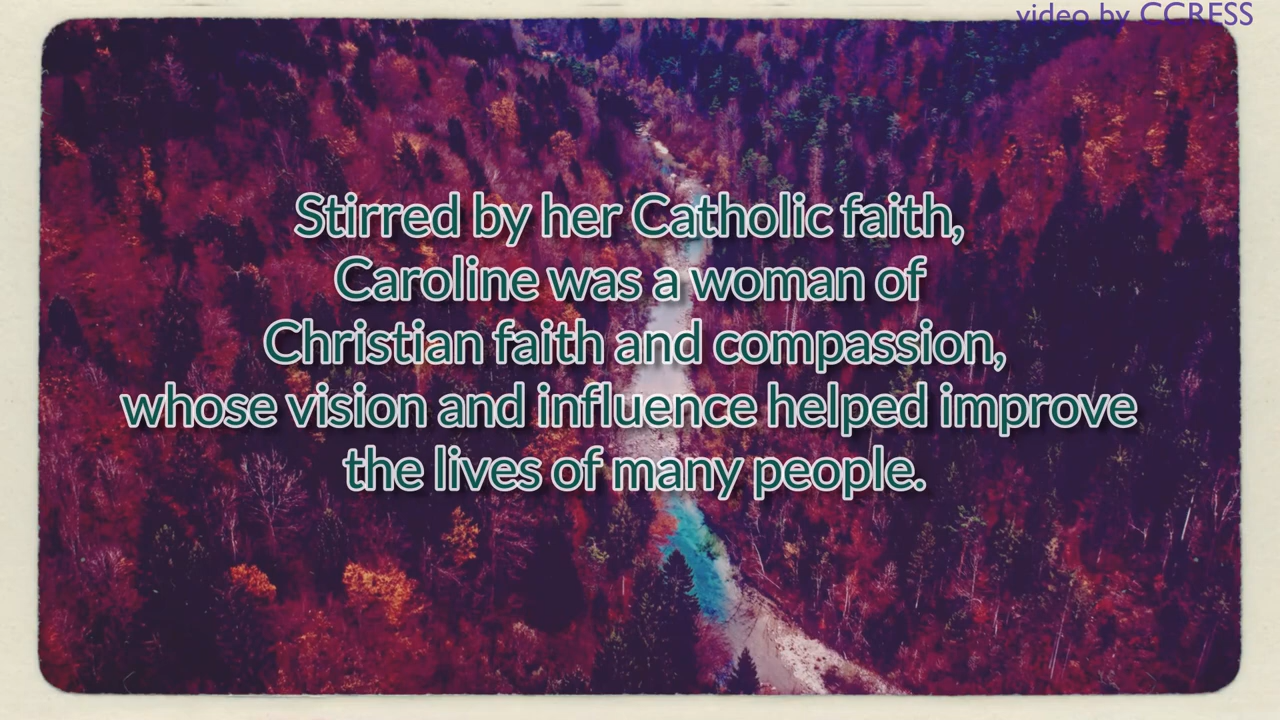 video by CCRESS
Stirred by her Catholic faith,
Caroline was a woman of
Christian faith and compassion,
whose vision and influence helped improve
the lives of many people.